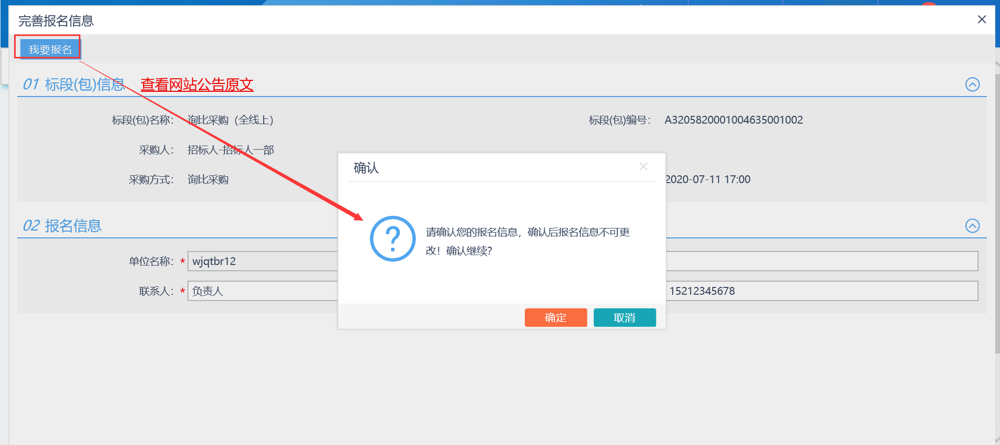 完善报名信息
我要报名
01 标段(包)信息 查看网站公告原文
标段(包)名称： 询比采购（全线上） 标段(包)编号： A3205820001004635001002
采购人： 招标人-招标人一部
采购方式： 询比采购 2020-07-11 17:00
确认
02 报名信息
请确认您的报名信息，确认后报名信息不可更
改！确认继续？
单位名称：* wjqtbr12
联系人：* 负责人 15212345678
确定 取消